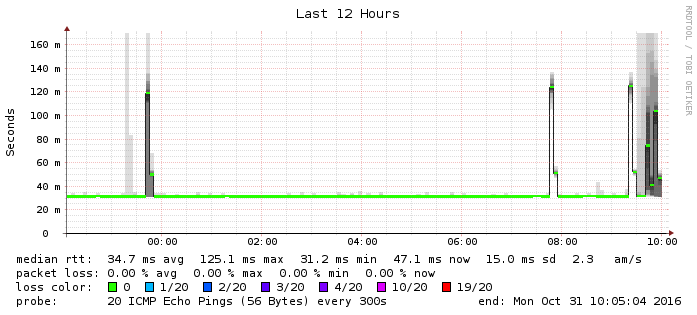 Last 12 Hours
RRDTOOL / TOBI OETIKER
Seconds
160 m
140 m
120 m
100 m
80 m
60 m
40 m
20 m
0
00:00 02:00 04:00 06:00 08:00 10:00
median rtt: 34.7 ms avg 125.1 ms max 31.2 ms min 47.1 ms now 15.0 ms sd 2.3 am/s
packet loss: 0.00 % avg 0.00 % max 0.00 % min 0.00 % now
loss color: 0 1/20 2/20 3/20 4/20 10/20 19/20
probe: 20 ICMP Echo Pings (56 Bytes) every 300s end: Mon Oct 31 10:05:04 2016